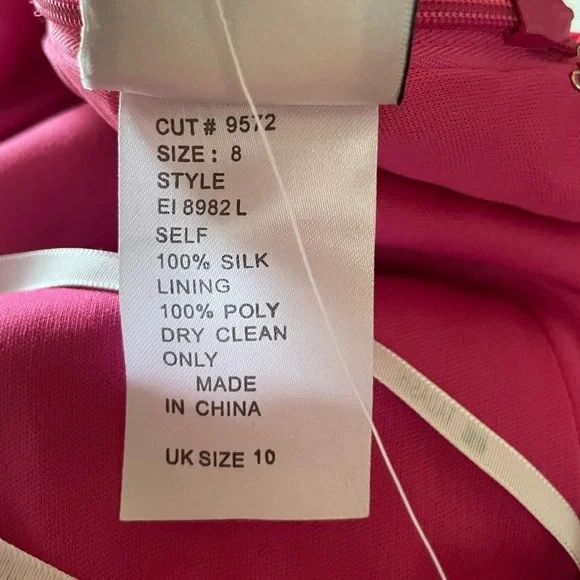 CUT # 9572
SIZE : 8
STYLE
EI 8982 L
SELF
100% SILK
LINING
100% POLY
DRY CLEAN
ONLY
MADE
IN CHINA
UK SIZE 10